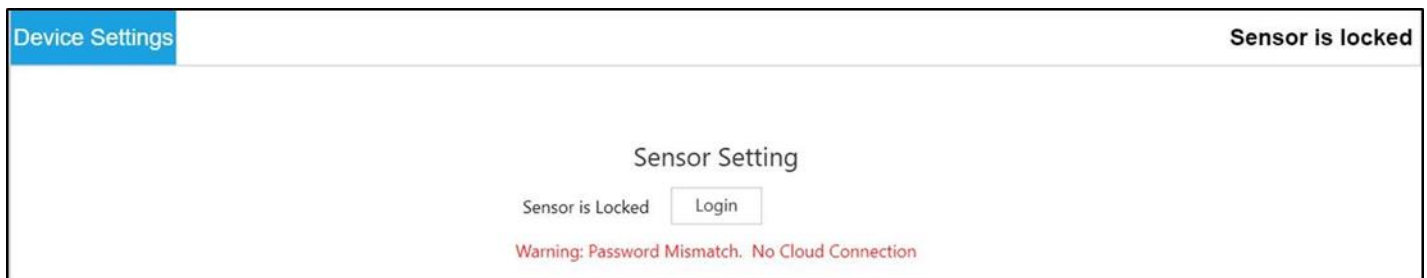 Device Settings
Sensor is locked
Sensor Setting
Sensor is Locked Login
Warning: Password Mismatch.  No Cloud Connection